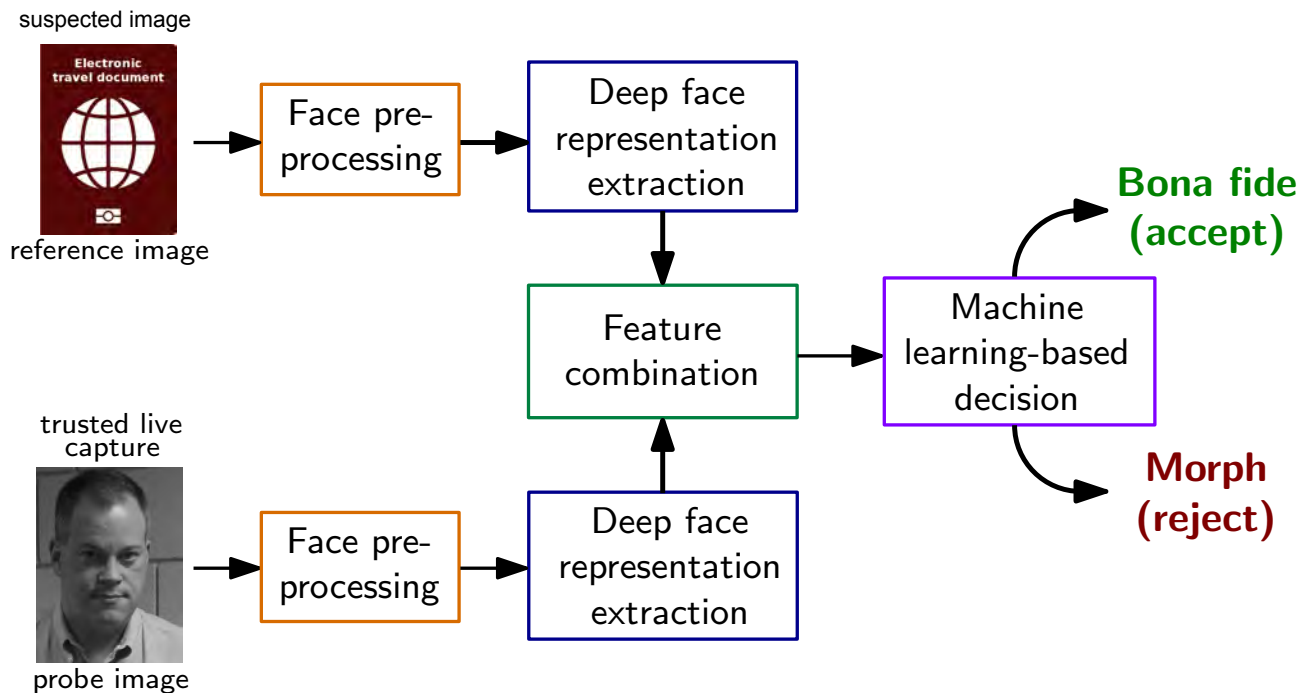 suspected image
Electronic
travel document
reference image
Face pre-
processing
Deep face
representation
extraction
Feature
combination
Machine
learning-based
decision
Bona fide
(accept)
Morph
(reject)
trusted live
capture
probe image
Face pre-
processing
Deep face
representation
extraction